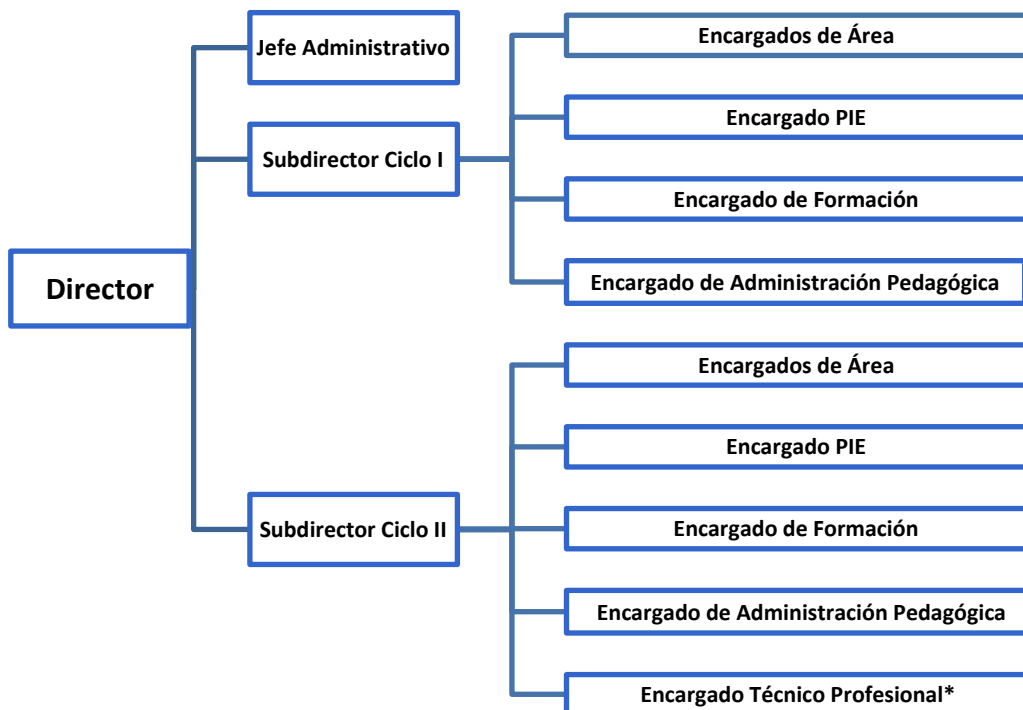 Director
Jefe Administrativo
Subdirector Ciclo I
Encargados de Área
Encargado PIE
Encargado de Formación
Encargado de Administración Pedagógica
Subdirector Ciclo II
Encargados de Área
Encargado PIE
Encargado de Formación
Encargado de Administración Pedagógica
Encargado Técnico Profesional*